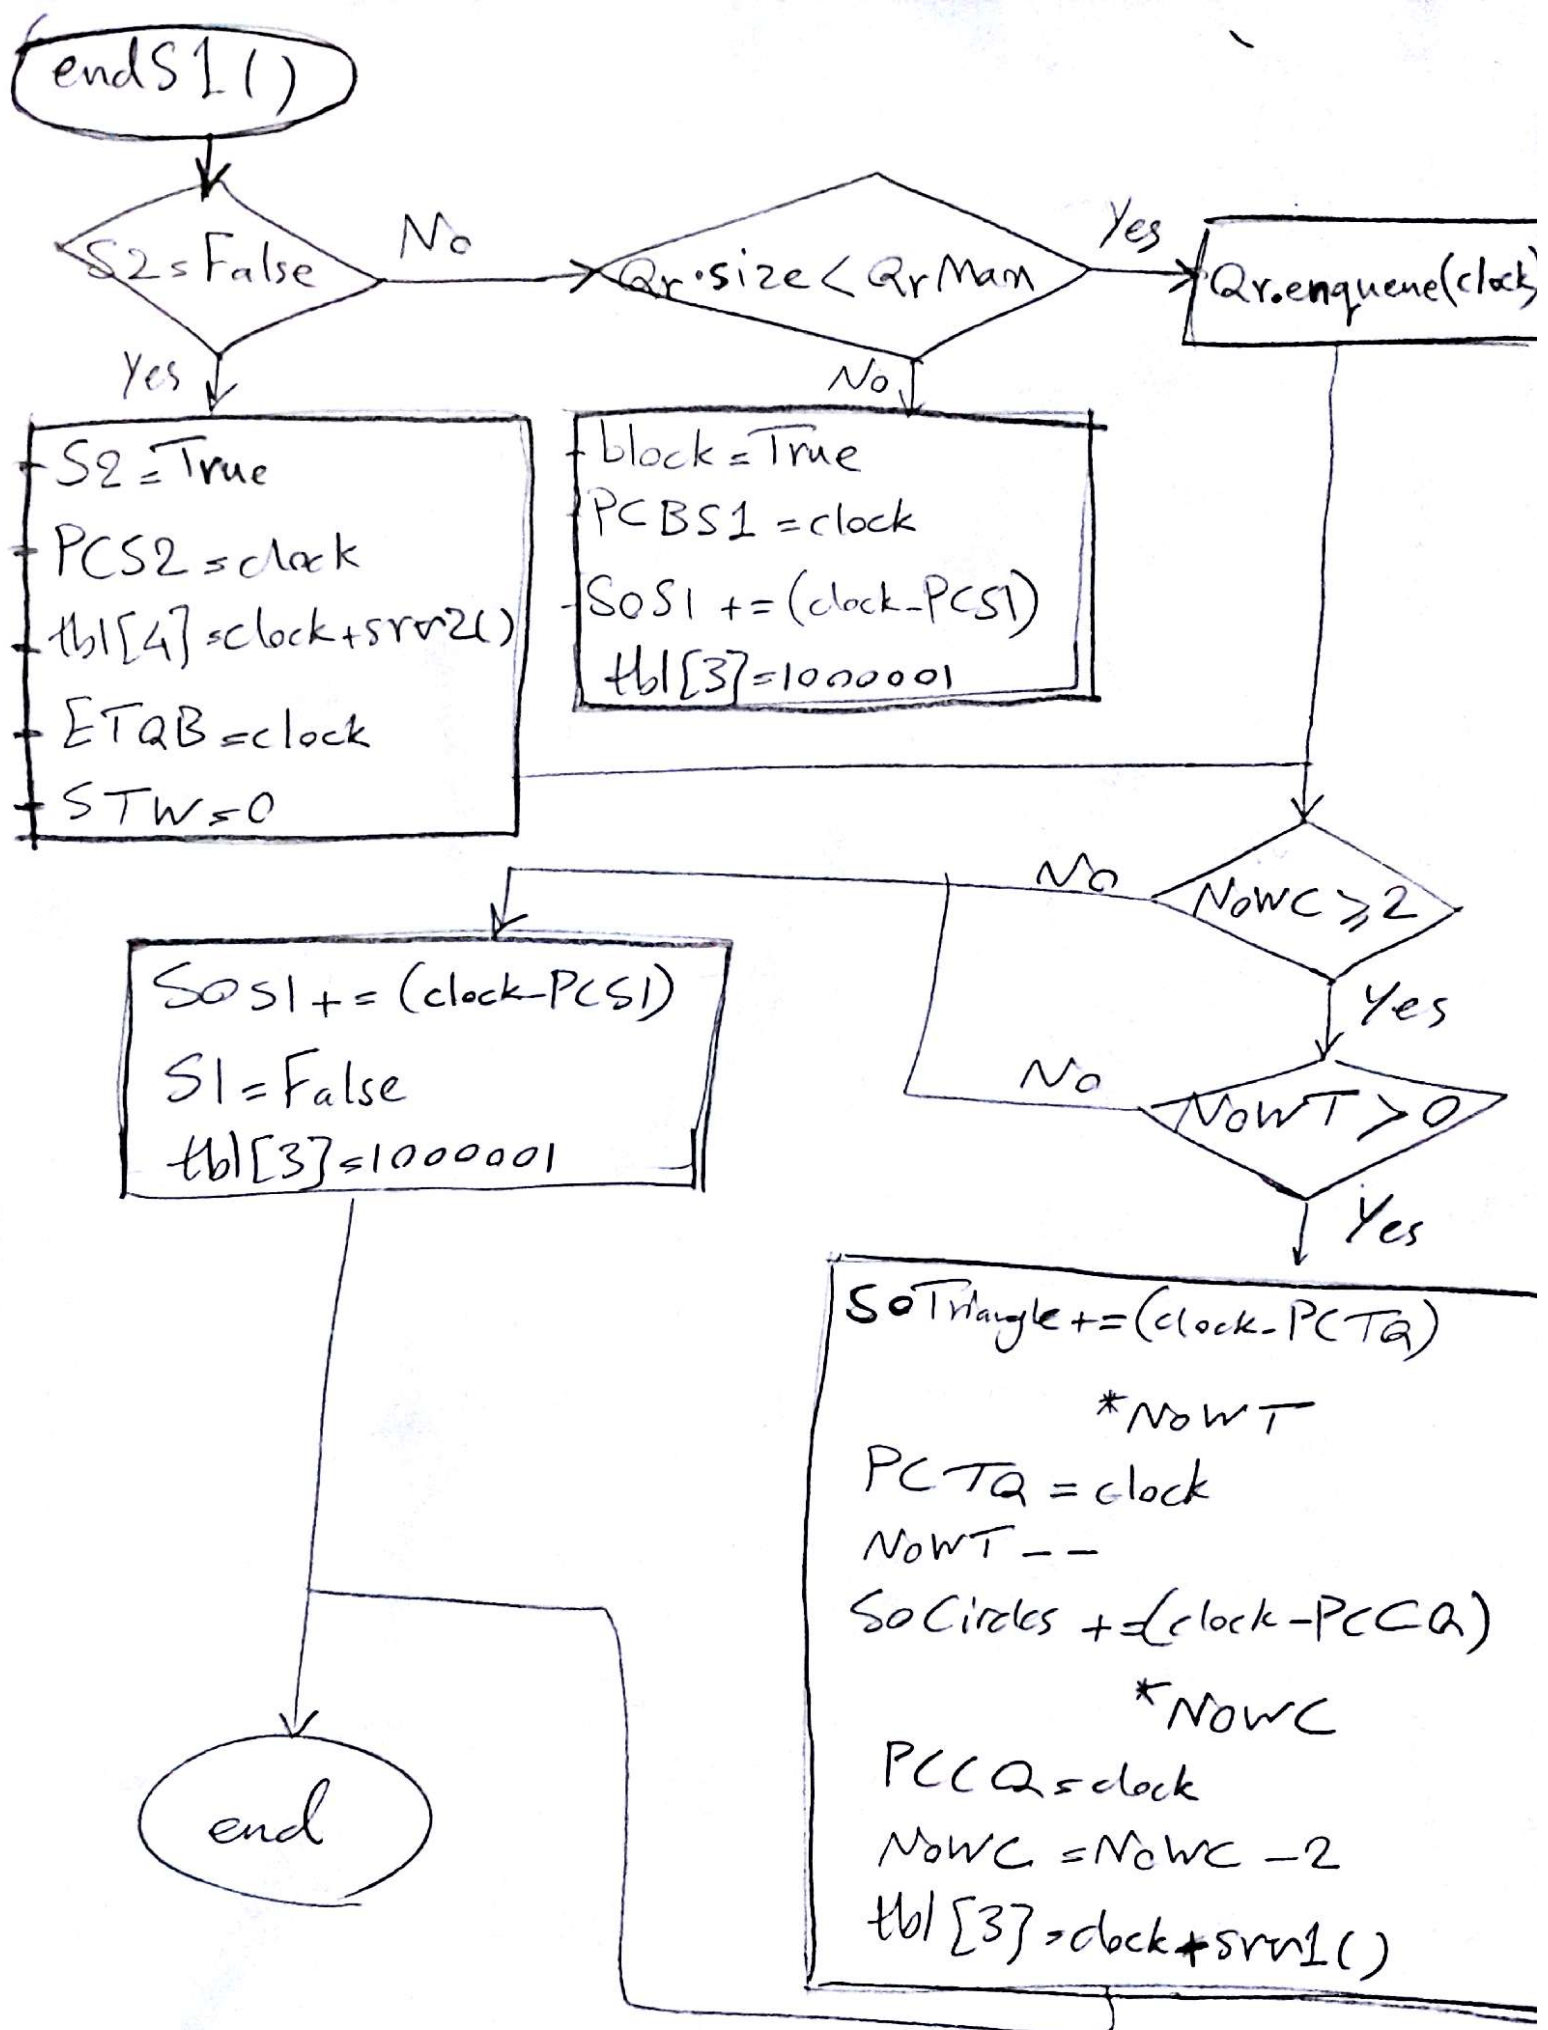 endS1()
S2=False
No
Qr.size<QrMax
Yes
Qr.enqueue(clock)
Yes
No
S2=True
PCS2=clock
tbl[4]=clock+srv2()
ETQB=clock
STW=0
block=True
PCBS1=clock
SOS1+=(clock-PCS1)
tbl[3]=1000001
No
NoWC⩾2
Yes
SOS1+=(clock-PCS1)
S1=False
tbl[3]=1000001
No
NoWT>0
Yes
SoTriangle+=(clock-PCTQ)
*NoWT
PCTQ=clock
NoWT--
SoCircles+=(clock-PCCQ)
*NoWC
PCCQ=clock
NoWC=NoWC-2
tbl[3]=clock+srv1()
end